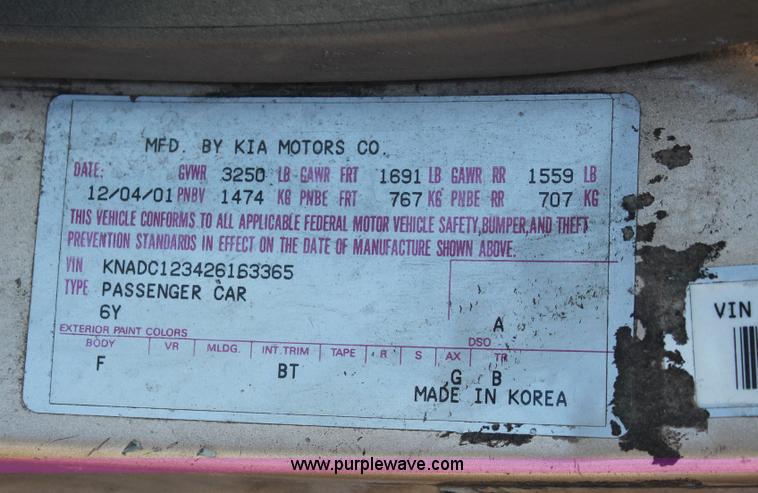 MFD. BY KIA MOTORS CO.
DATE: GVWR 3250 LB GAWR FRT 1691 LB GAWR RR 1559 LB
12/04/01 PNBV 1474 KG PNBE FRT 767 KG PNBE RR 707 KG
THIS VEHICLE CONFORMS TO ALL APPLICABLE FEDERAL MOTOR VEHICLE SAFETY,BUMPER,AND THEFT
PREVENTION STANDARDS IN EFFECT ON THE DATE OF MANUFACTURE SHOWN ABOVE.
VIN KNADC123426163365
TYPE PASSENGER CAR
6Y
A
EXTERIOR PAINT COLORS DSO
BODY VR MLDG. INT.TRIM TAPE R S AX TR
F BT G B
MADE IN KOREA
VIN
www.purplewave.com